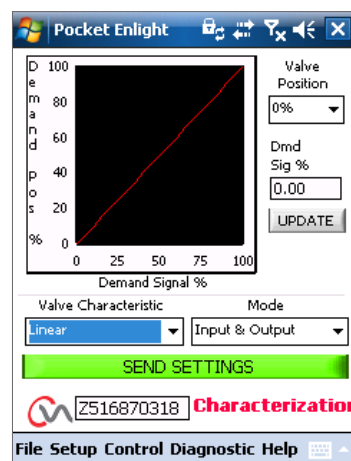 Pocket Enlight
Demand pos %
100
80
60
40
20
0
0 25 50 75 100
Demand Signal %
Valve Position
0%
Dmd Sig %
0.00
UPDATE
Valve Characteristic
Mode
Linear
Input & Output
SEND SETTINGS
Z516870318
Characterization
File Setup Control Diagnostic Help